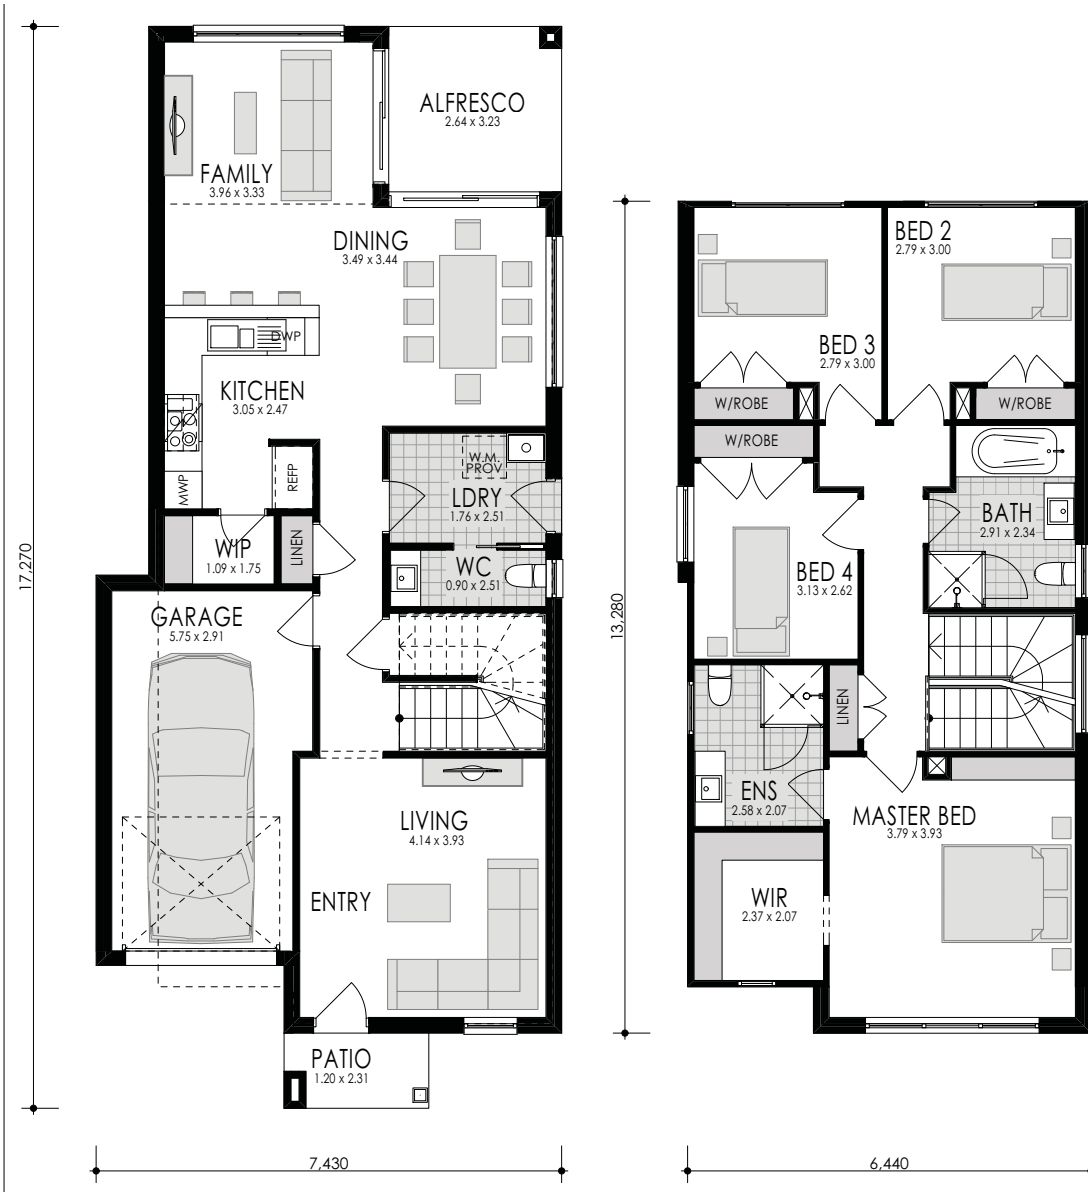 ALFRESCO
2.64 x 3.23
FAMILY
3.96 x 3.33
DINING
3.49 x 3.44
DWP
KITCHEN
3.05 x 2.47
MWP
REFP
W.M.
PROV
LDRY
1.76 x 2.51
WIP
1.09 x 1.75
LINEN
WC
0.90 x 2.51
GARAGE
5.75 x 2.91
LIVING
4.14 x 3.93
ENTRY
PATIO
1.20 x 2.31
17,270
7,430
BED 2
2.79 x 3.00
BED 3
2.79 x 3.00
W/ROBE
W/ROBE
W/ROBE
BATH
2.91 x 2.34
BED 4
3.13 x 2.62
LINEN
ENS
2.58 x 2.07
MASTER BED
3.79 x 3.93
WIR
2.37 x 2.07
13,280
6,440